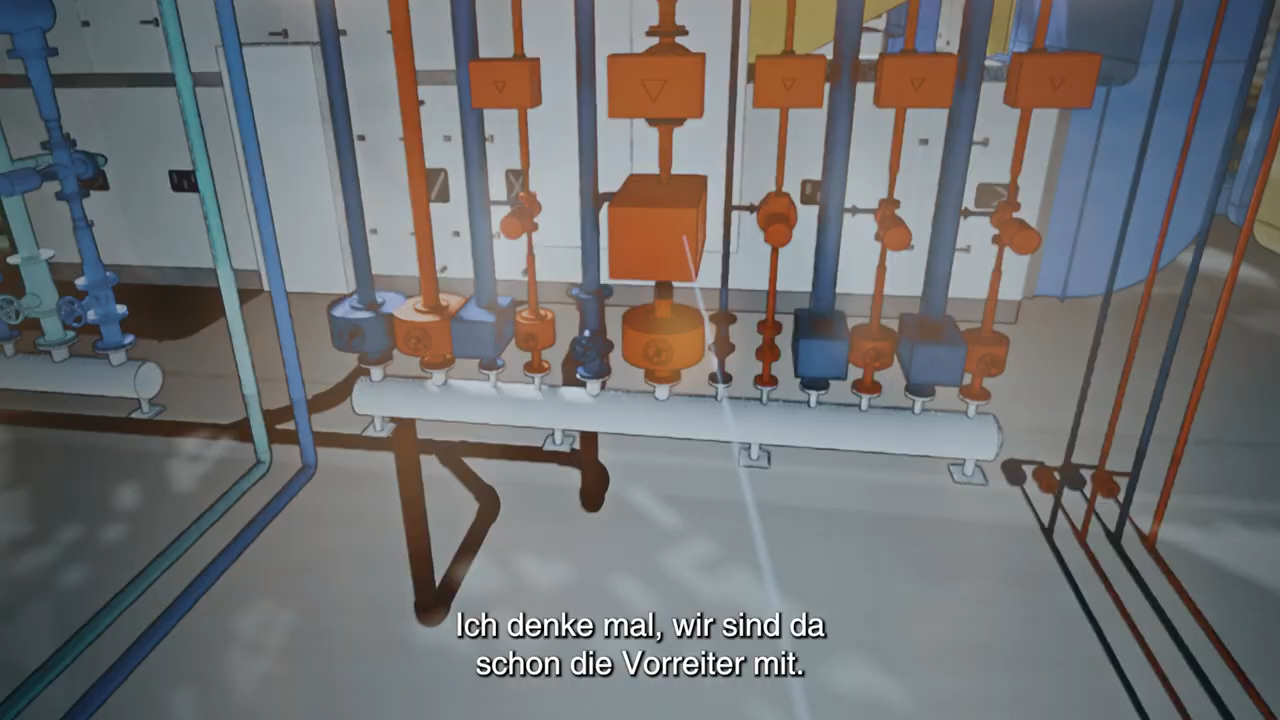 Ich denke mal, wir sind da
schon die Vorreiter mit.